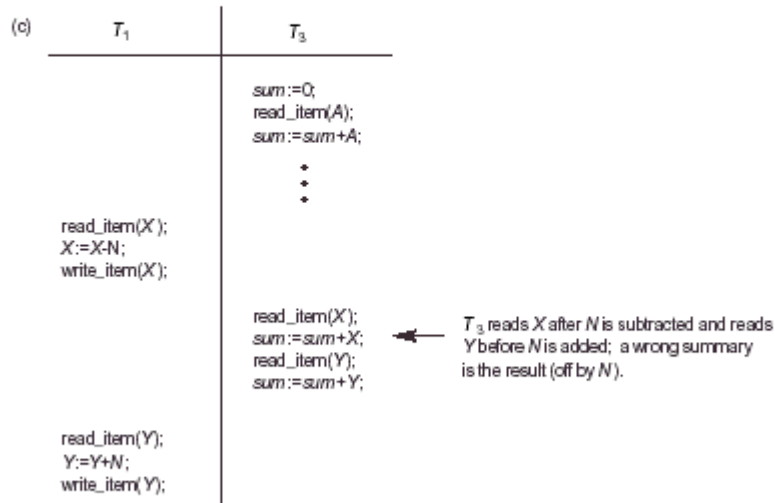 (c) T1 T3
sum:=0;
read_item(A);
sum:=sum+A;
read_item(X);
X:=X-N;
write_item(X);
read_item(X);
sum:=sum+X;
read_item(Y);
sum:=sum+Y;
T3 reads X after N is subtracted and reads
Y before N is added; a wrong summary
is the result (off by N).
read_item(Y);
Y:=Y+N;
write_item(Y);